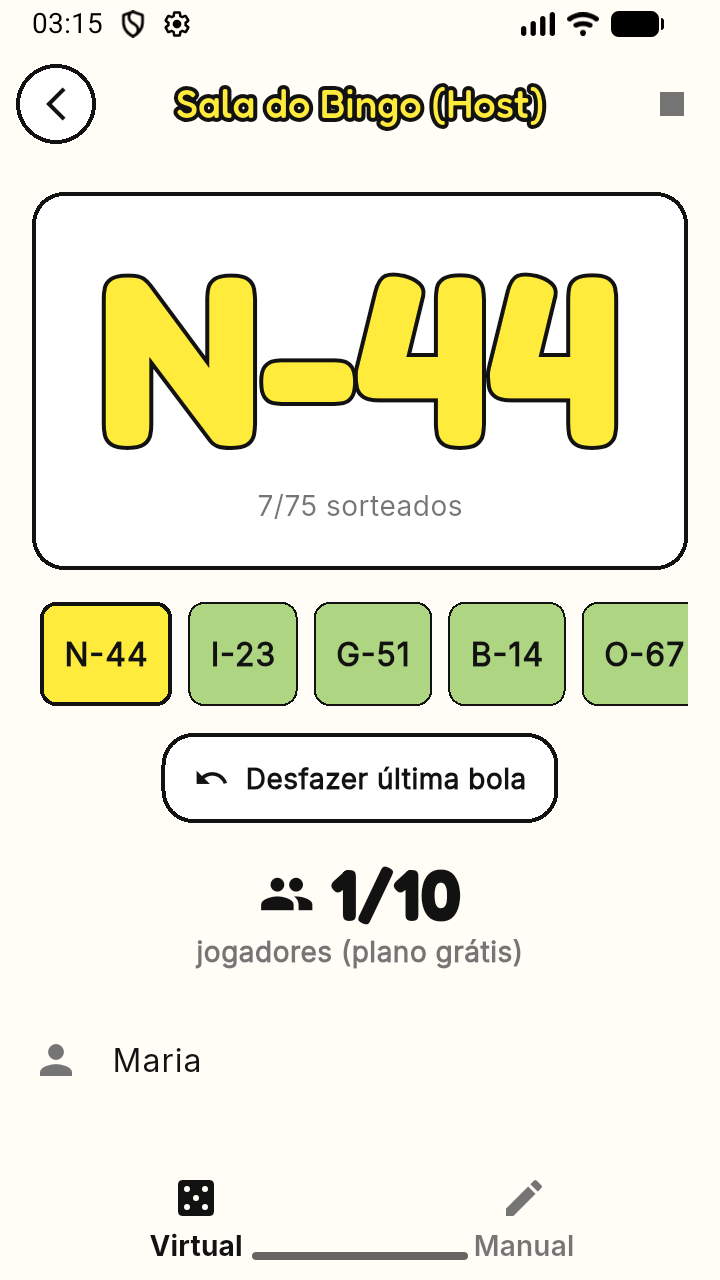 03:15
Sala do Bingo (Host)
N-44
7/75 sorteados
N-44 I-23 G-51 B-14 O-67
Desfazer última bola
1/10
jogadores (plano grátis)
Maria
Virtual Manual